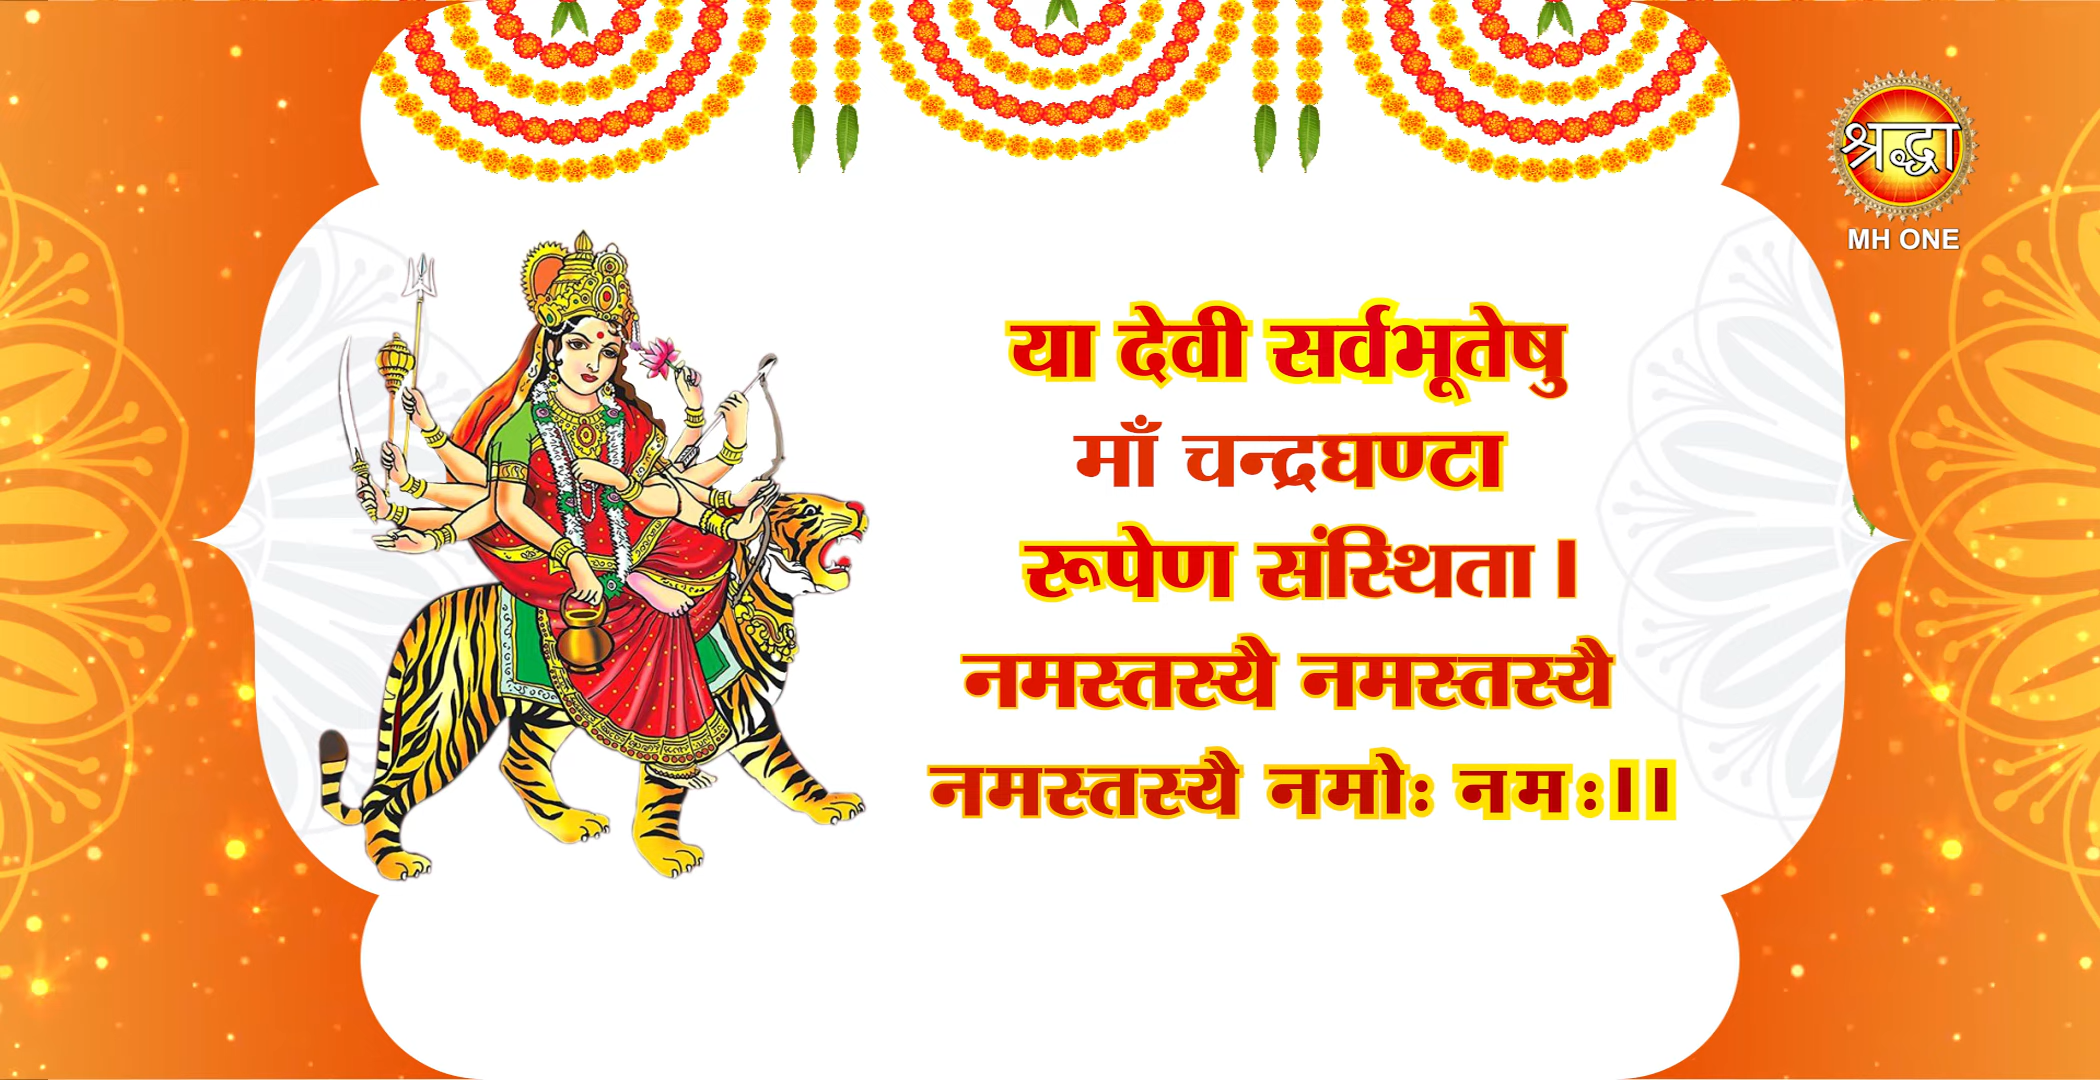 श्रद्धा
MH ONE
या देवी सर्वभूतेषु
माँ चन्द्रघण्टा
रूपेण संस्थिता।
नमस्तस्यै नमस्तस्यै
नमस्तस्यै नमोः नमः।।